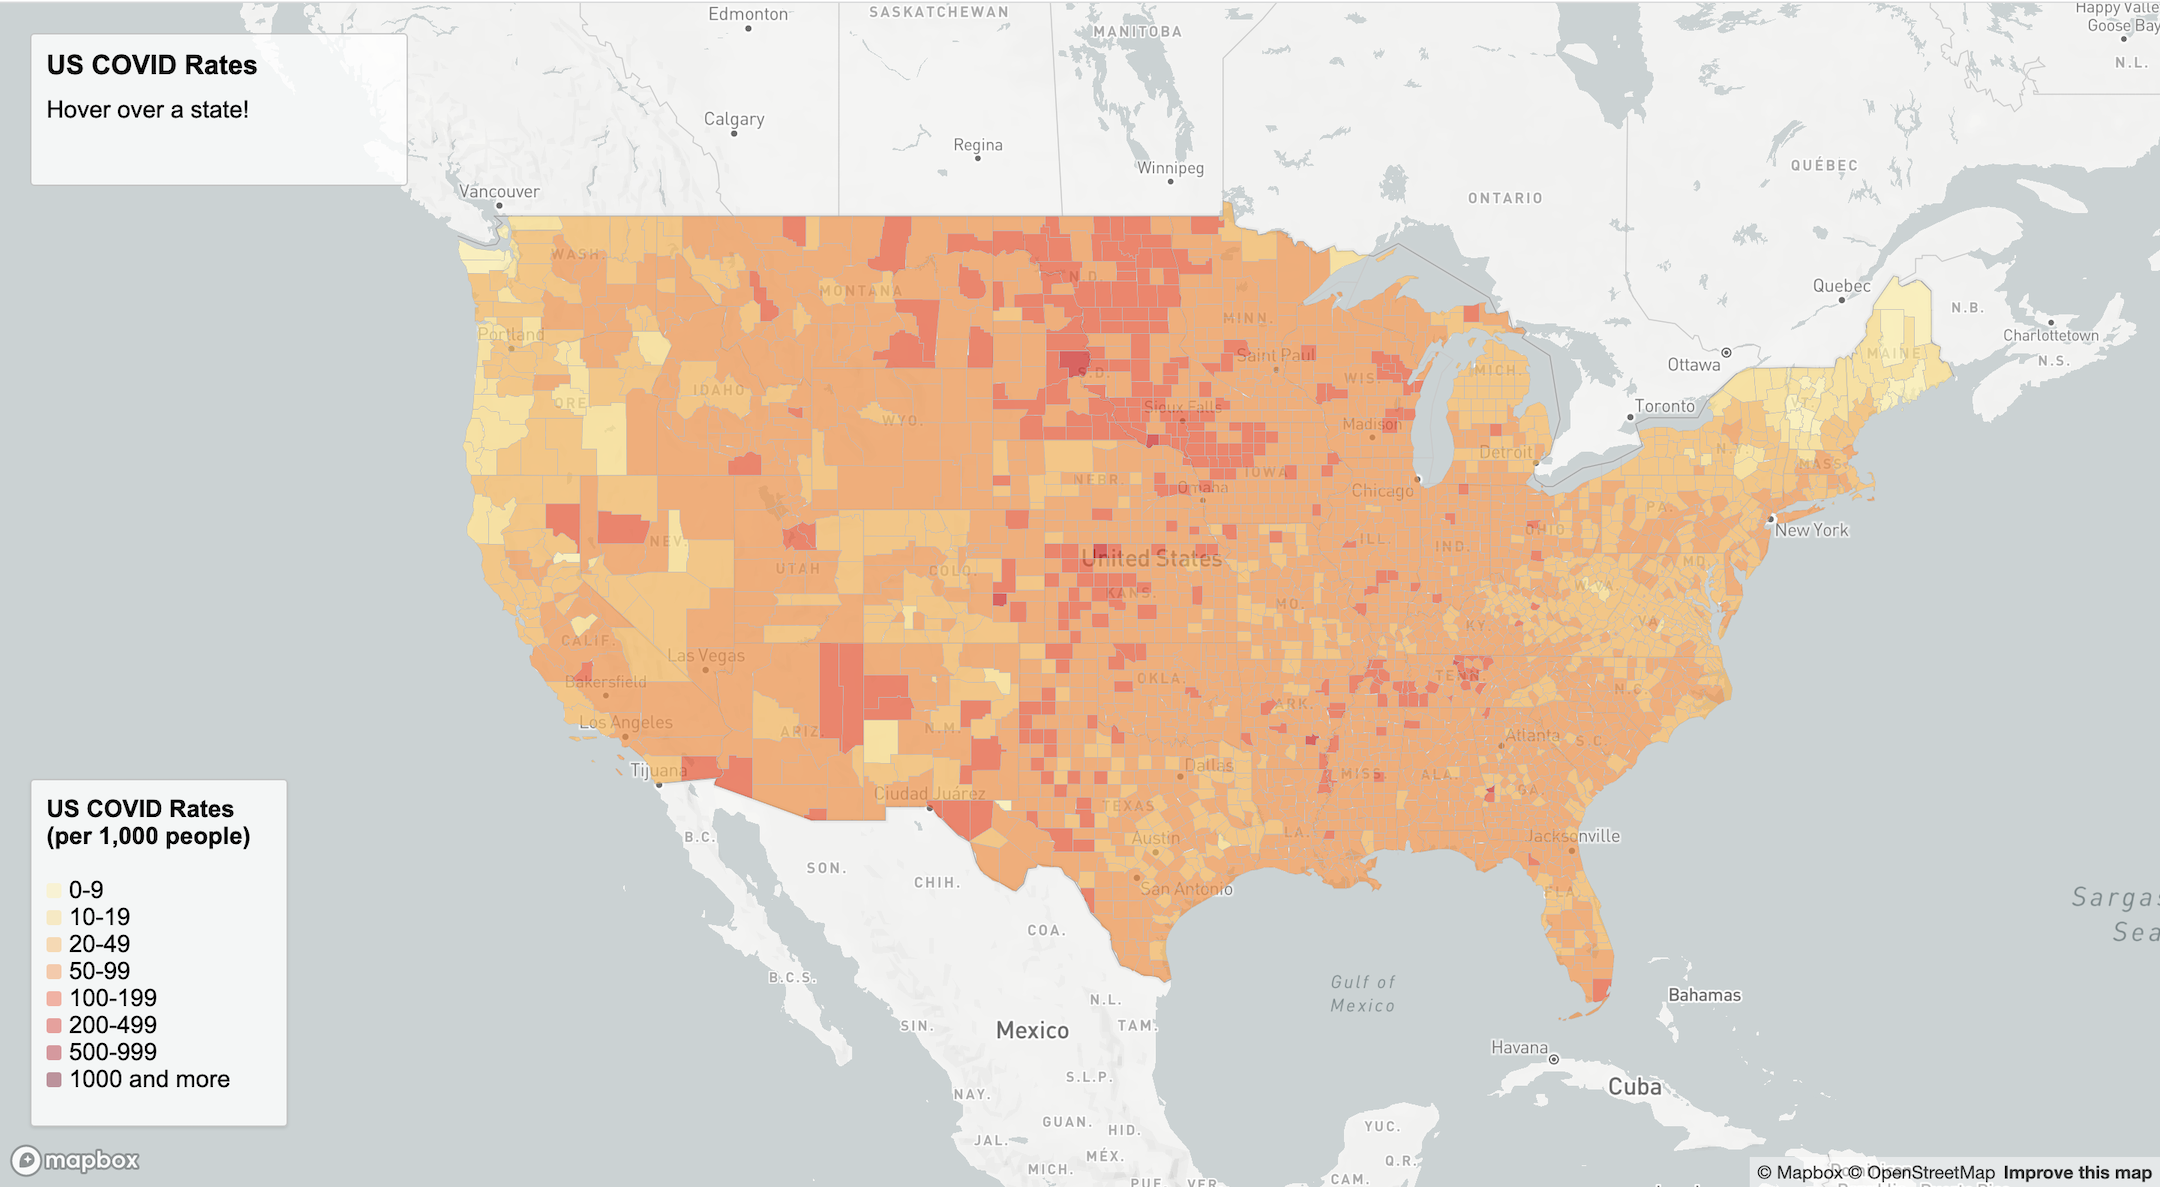 US COVID Rates
Hover over a state!
Edmonton
SASKATCHEWAN
MANITOBA
Happy Valle
Goose Bay
N.L.
Calgary
Regina
Winnipeg
Vancouver
ONTARIO
QUÉBEC
WASH.
MONTANA
N.D.
MINN.
Quebec
N.B.
Charlottetown
N.S.
Portland
Saint Paul
Ottawa
MAINE
S.D.
WIS.
MICH.
IDAHO
ORE
WYO.
Sioux Falls
Madison
Toronto
VT
Detroit
N.Y.
MASS.
NEBR.
IOWA
Omaha
Chicago
PA.
New York
NEV.
OHIO
ILL.
IND.
United States
UTAH
COLO.
MD.
KANS.
MO.
W.VA
VA
CALIF.
KY.
Las Vegas
Bakersfield
OKLA.
TENN.
N.C.
Los Angeles
ARIZ.
N.M.
ARK.
Atlanta
S.C.
Tijuana
Dallas
MISS.
ALA.
GA.
Ciudad Juárez
TEXAS
Austin
LA.
Jacksonville
B.C.
SON.
CHIH.
San Antonio
FLA.
COA.
Sargas
Sea
B.C.S.
Gulf of
Mexico
N.L.
Bahamas
SIN.
Mexico
TAM.
Havana
S.L.P.
Cuba
NAY.
GUAN.
HID.
YUC.
JAL.
MÉX.
Q.R.
MICH.
PUE.
VER.
CAM.
US COVID Rates
(per 1,000 people)
0-9
10-19
20-49
50-99
100-199
200-499
500-999
1000 and more
mapbox
© Mapbox © OpenStreetMap Improve this map